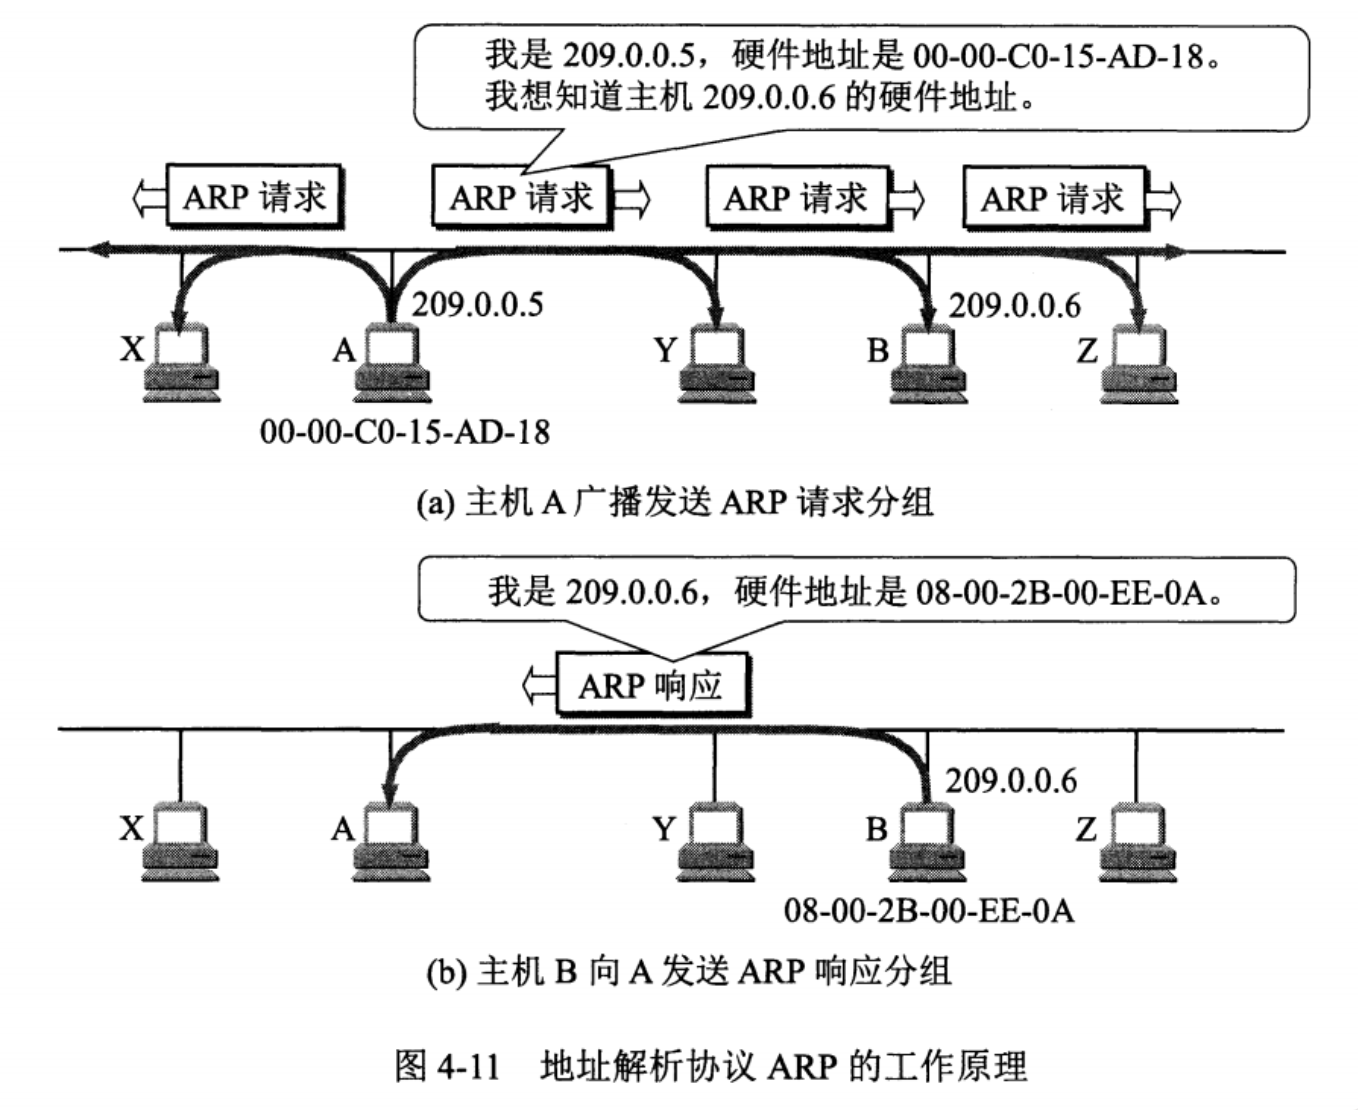 我是 209.0.0.5，硬件地址是 00-00-C0-15-AD-18。
我想知道主机 209.0.0.6 的硬件地址。
ARP 请求
ARP 请求
ARP 请求
ARP 请求
209.0.0.5
209.0.0.6
X
A
Y
B
Z
00-00-C0-15-AD-18
(a) 主机 A 广播发送 ARP 请求分组
我是 209.0.0.6，硬件地址是 08-00-2B-00-EE-0A。
ARP 响应
209.0.0.6
X
A
Y
B
Z
08-00-2B-00-EE-0A
(b) 主机 B 向 A 发送 ARP 响应分组
图 4-11 地址解析协议 ARP 的工作原理